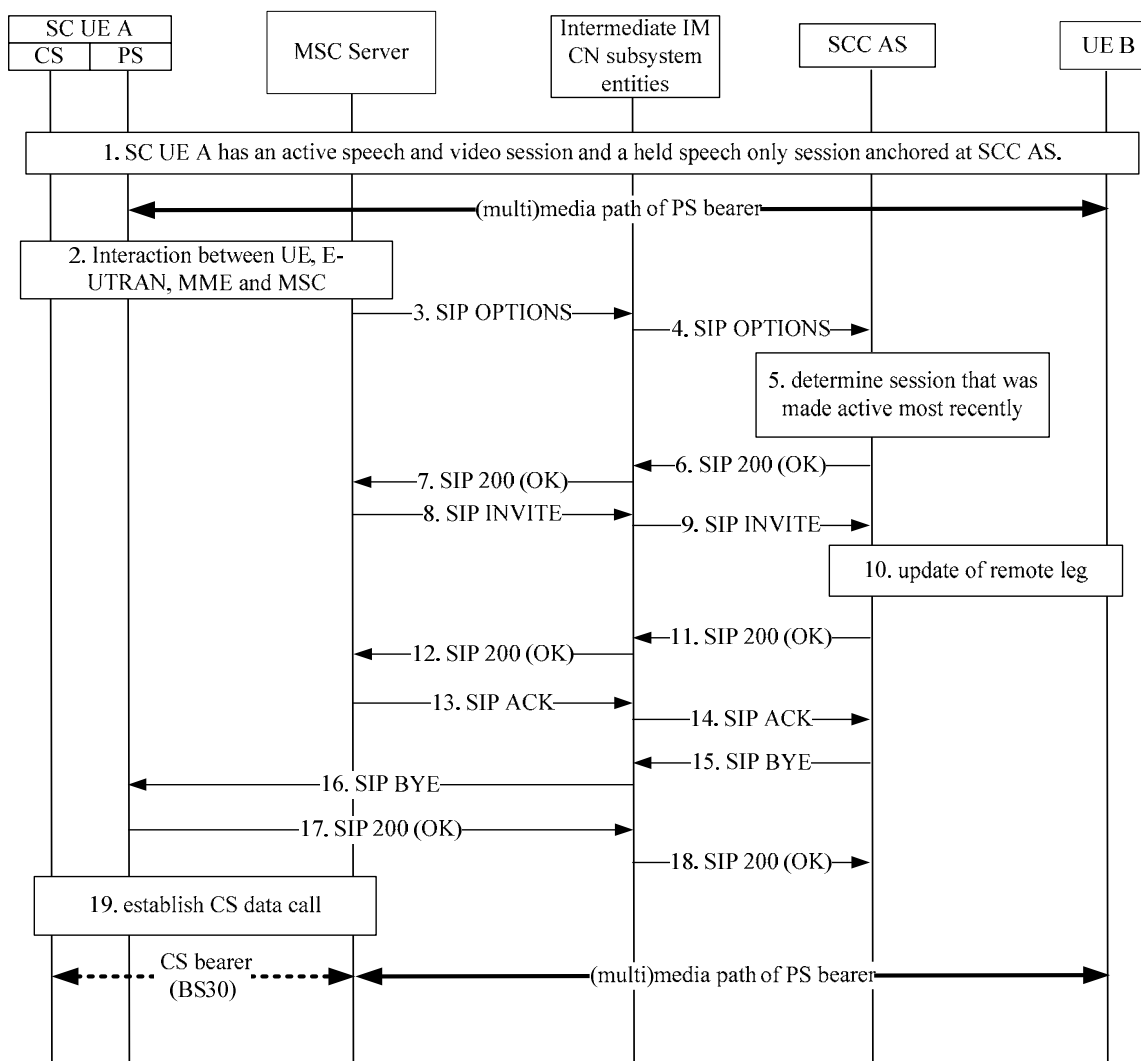 SC UE A
CS
PS
MSC Server
Intermediate IM
CN subsystem
entities
SCC AS
UE B
1. SC UE A has an active speech and video session and a held speech only session anchored at SCC AS.
(multi)media path of PS bearer
2. Interaction between UE, E-
UTRAN, MME and MSC
3. SIP OPTIONS
4. SIP OPTIONS
5. determine session that was
made active most recently
6. SIP 200 (OK)
7. SIP 200 (OK)
8. SIP INVITE
9. SIP INVITE
10. update of remote leg
11. SIP 200 (OK)
12. SIP 200 (OK)
13. SIP ACK
14. SIP ACK
15. SIP BYE
16. SIP BYE
17. SIP 200 (OK)
18. SIP 200 (OK)
19. establish CS data call
CS bearer
(BS30)
(multi)media path of PS bearer